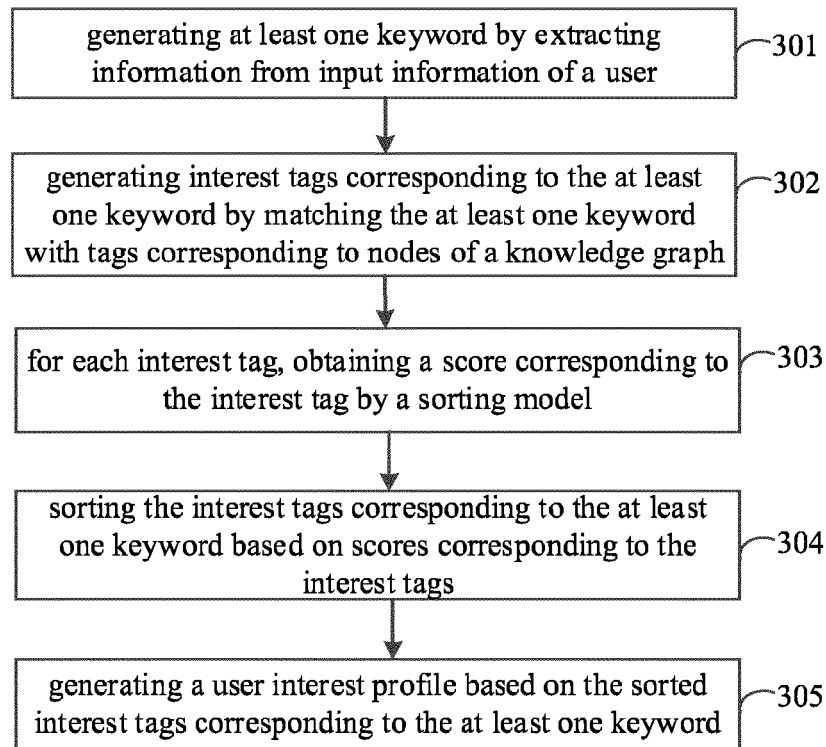 generating at least one keyword by extracting
information from input information of a user
301
generating interest tags corresponding to the at least
one keyword by matching the at least one keyword
with tags corresponding to nodes of a knowledge graph
302
for each interest tag, obtaining a score corresponding to
the interest tag by a sorting model
303
sorting the interest tags corresponding to the at least
one keyword based on scores corresponding to the
interest tags
304
generating a user interest profile based on the sorted
interest tags corresponding to the at least one keyword
305